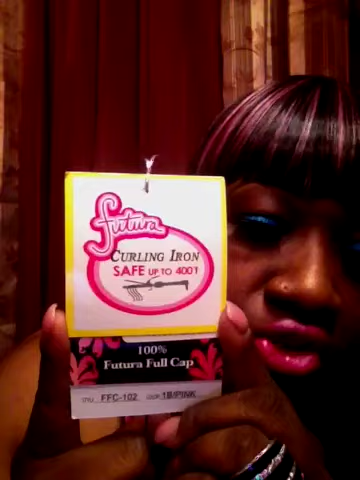 futura
CURLING IRON
SAFE UP TO 400°f
100%
Futura Full Cap
FFC-102 1B/PINK